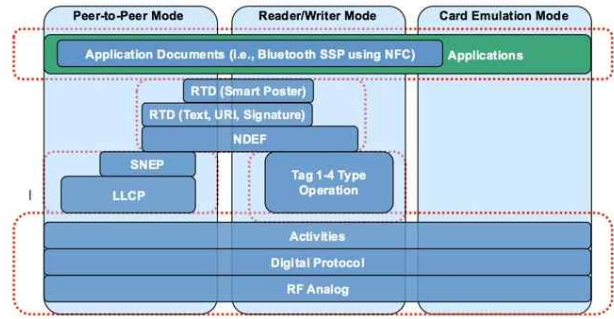 Peer-to-Peer Mode Reader/Writer Mode Card Emulation Mode
Application Documents (i.e., Bluetooth SSP using NFC) Applications
RTD (Smart Poster)
RTD (Text, URI, Signature)
NDEF
SNEP
LLCP
Tag 1-4 Type
Operation
Activities
Digital Protocol
RF Analog